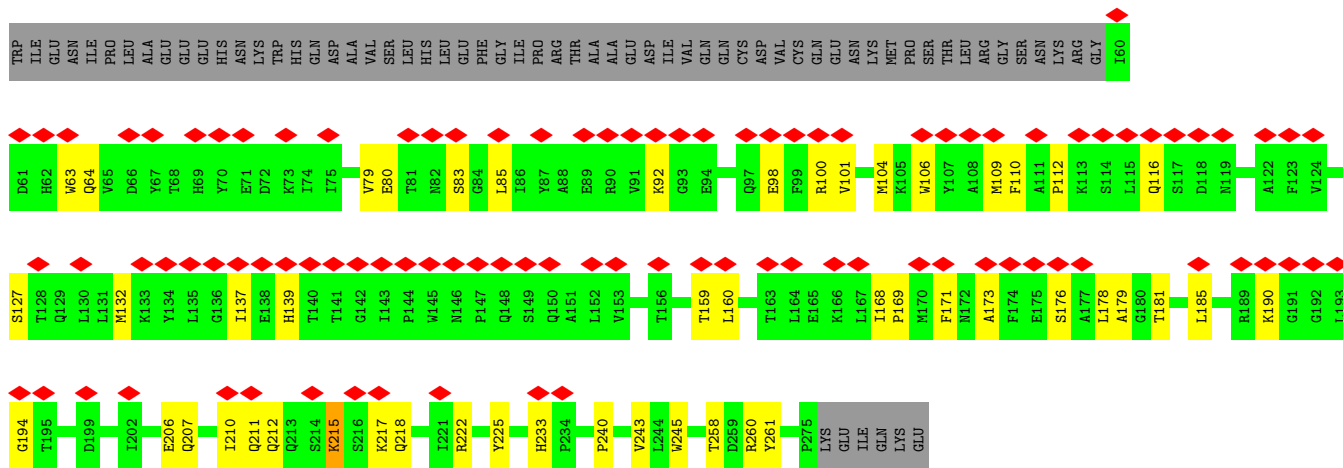 TRP ILE GLU ASN ILE PRO LEU ALA GLU GLU GLU HIS ASN LYS TRP HIS GLN ASP ALA VAL SER LEU HIS LEU GLU PHE GLY ILE PRO ARG THR ALA ALA GLU ASP ILE VAL GLN GLN CYS ASP VAL CYS GLN GLU ASN LYS MET PRO SER THR LEU ARG GLY SER ASN LYS ARG GLY I60
D61 H62 W63 Q64 V65 D66 Y67 T68 H69 Y70 E71 D72 K73 I74 I75 V79 E80 T81 N82 S83 G84 L85 I86 Y87 A88 E89 R90 V91 K92 G93 E94 Q97 E98 F99 R100 V101 M104 K105 W106 Y107 A108 M109 F110 A111 P112 K113 S114 L115 Q116 S117 D118 N119 A122 F123 V124
S127 T128 Q129 L130 L131 M132 K133 Y134 L135 G136 I137 E138 H139 T140 T141 G142 I143 P144 W145 N146 P147 Q148 S149 Q150 A151 L152 V153 T156 T159 L160 T163 L164 E165 K166 L167 I168 P169 M170 F171 N172 A173 F174 E175 S176 A177 L178 A179 G180 T181 L185 R189 K190 G191 G192 L193
G194 T195 D199 I202 E206 Q207 I210 Q211 Q212 Q213 S214 K215 S216 K217 Q218 I221 R222 Y225 H233 P234 P240 V243 L244 W245 T258 D259 R260 Y261 P275 LYS GLU ILE GLN LYS GLU